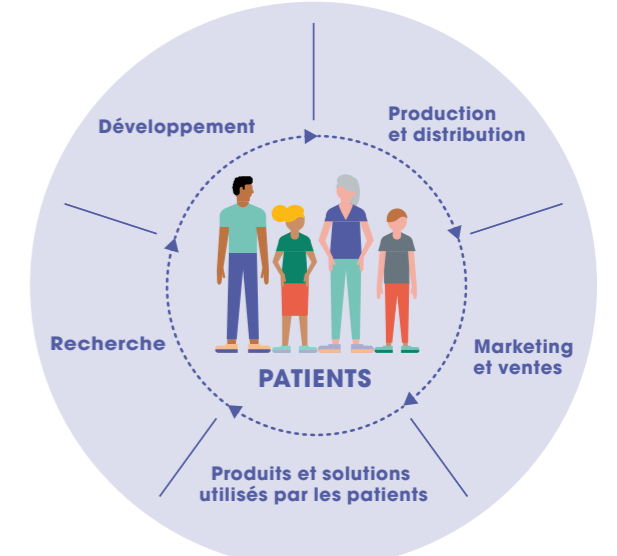 Développement
Production
et distribution
Recherche
Marketing
et ventes
PATIENTS
Produits et solutions
utilisés par les patients